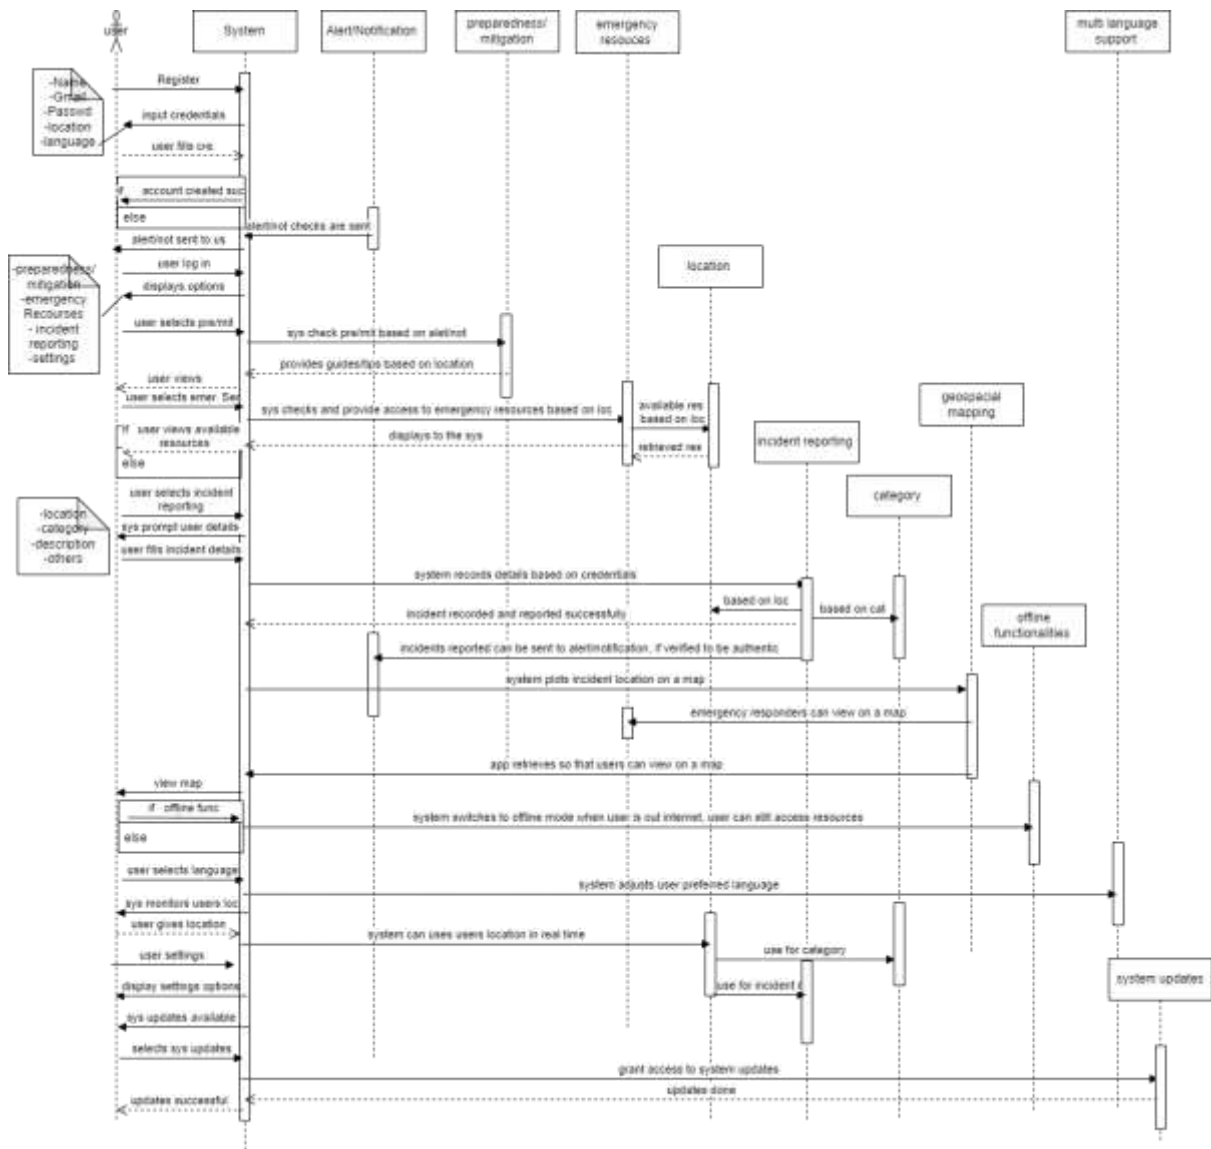 user
System
Alert/Notification
preparedness/
mitigation
emergency
resouces
multi language
support
-Name
-Gmail
-Passwd
-location
-language
Register
input credentials
user fills cre
if account created suc
else
alert/not checks are sent
alert/not sent to us
user log in
location
-preparedness/
mitigation
-emergency
Recourses
- incident
reporting
-settings
displays options
user selects pre/mit
sys check pre/mit based on alet/not
provides guides/tips based on location
user views
user selects emer. Ser
sys checks and provide access to emergency resources based on loc
available res
based on loc
geospacial
mapping
if user views available
resources
displays to the sys
retrieved res
incident reporting
else
user selects incident
reporting
category
-location
-category
-description
-others
sys prompt user details
user fills incident details
system records details based on credentials
based on loc
based on cat
incident recorded and reported successfully
offline
functionalities
incidents reported can be sent to alert/notification, if verified to be authentic
system plots incident location on a map
emergency responders can view on a map
app retrieves so that users can view on a map
view map
if offline func
system switches to offline mode when user is out internet, user can still access resources
else
user selects language
system adjusts user preferred language
sys monitors users loc
user gives location
system can uses users location in real time
use for category
user settings
system updates
display settings options
use for incident
sys updates available
selects sys updates
grant access to system updates
updates done
updates successful